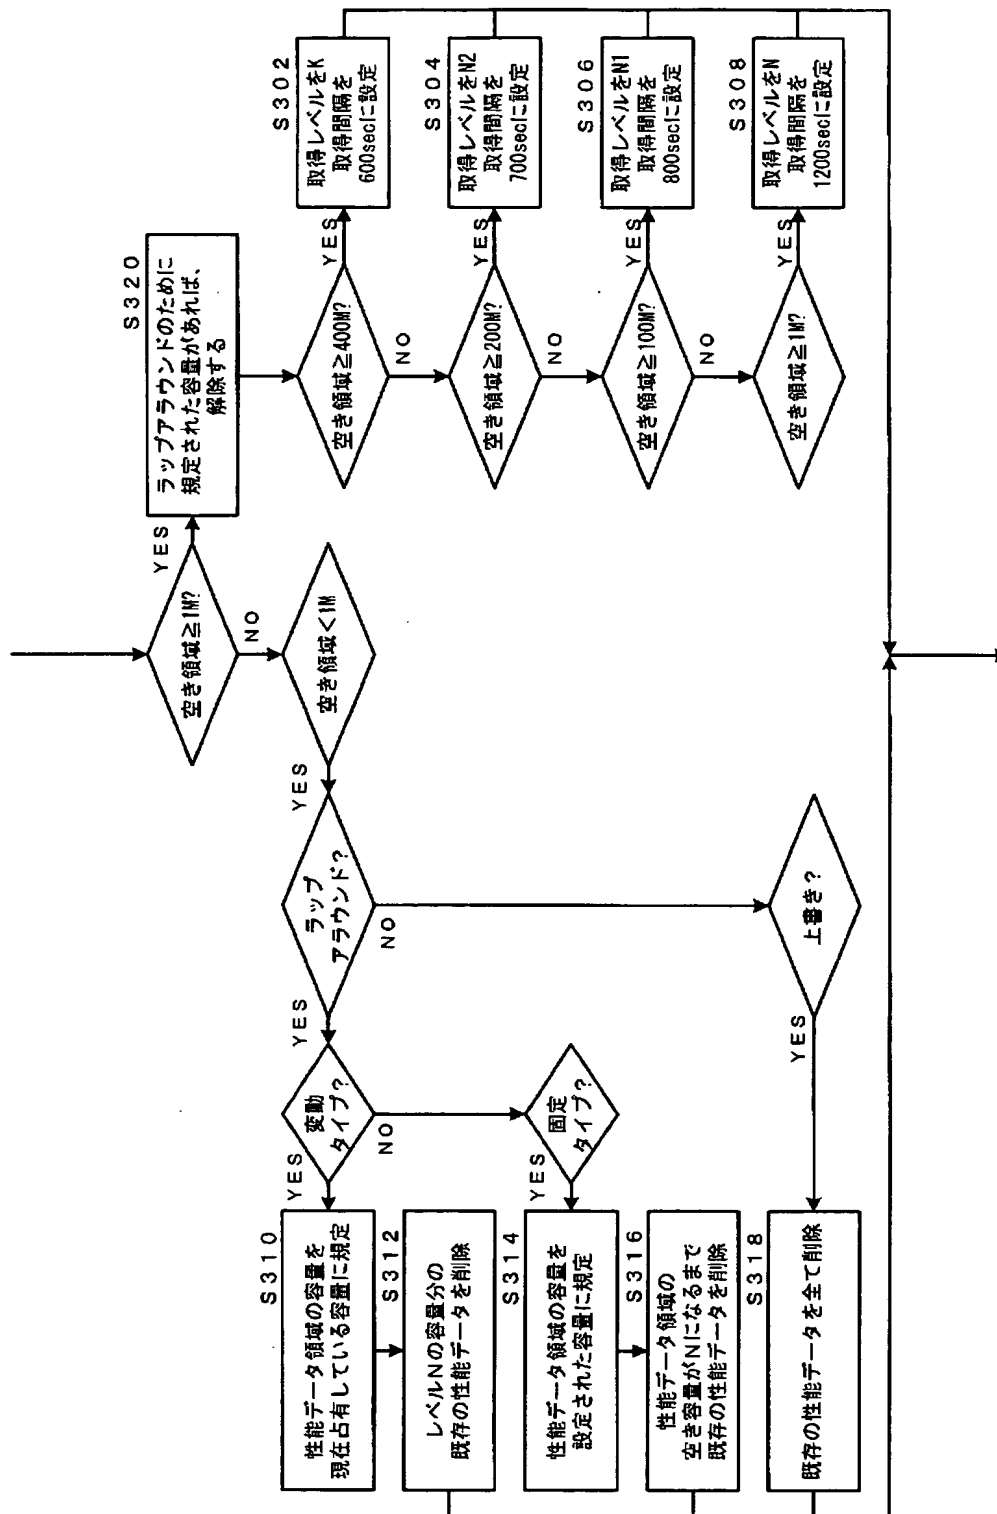 空き領域≧1M?
YES
NO
S320
ラップアラウンドのために
規定された容量があれば、
解除する
空き領域≧400M?
YES
NO
S302
取得レベルをK
取得間隔を
600secに設定
空き領域≧200M?
YES
NO
S304
取得レベルをN2
取得間隔を
700secに設定
空き領域≧100M?
YES
NO
S306
取得レベルをN1
取得間隔を
800secに設定
空き領域≧1M?
YES
S308
取得レベルをN
取得間隔を
1200secに設定
空き領域<1M
YES
ラップ
アラウンド?
YES
NO
変動
タイプ?
YES
NO
S310
性能データ領域の容量を
現在占有している容量に規定
S312
レベルNの容量分の
既存の性能データを削除
固定
タイプ?
YES
S314
性能データ領域の容量を
設定された容量に規定
S316
性能データ領域の
空き容量がNになるまで
既存の性能データを削除
上書き?
YES
S318
既存の性能データを全て削除